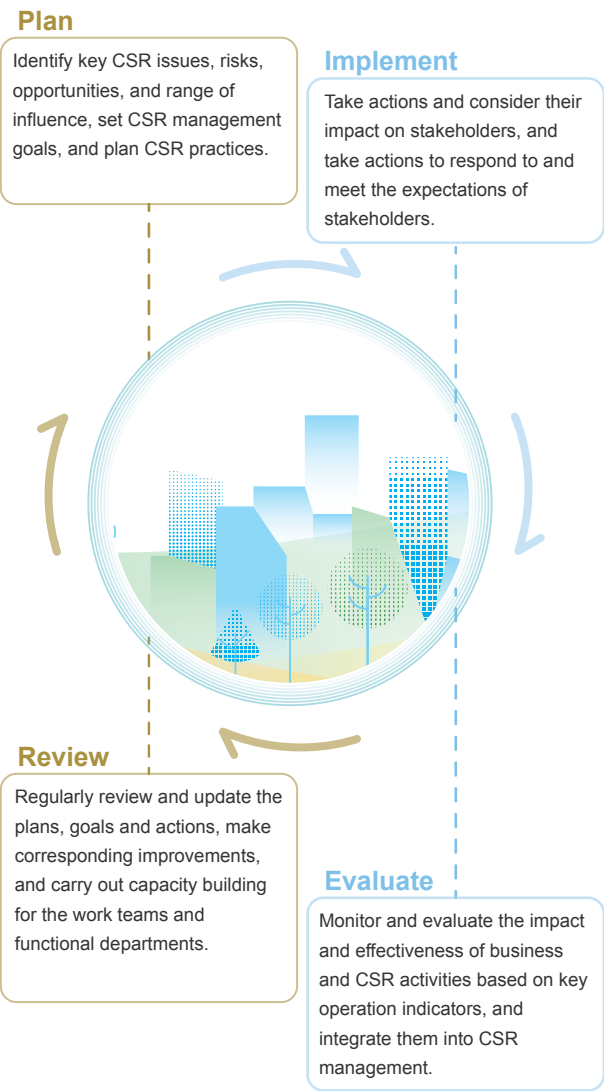 Plan
Identify key CSR issues, risks,
opportunities, and range of
influence, set CSR management
goals, and plan CSR practices.
Implement
Take actions and consider their
impact on stakeholders, and
take actions to respond to and
meet the expectations of
stakeholders.
Review
Regularly review and update the
plans, goals and actions, make
corresponding improvements,
and carry out capacity building
for the work teams and
functional departments.
Evaluate
Monitor and evaluate the impact
and effectiveness of business
and CSR activities based on key
operation indicators, and
integrate them into CSR
management.